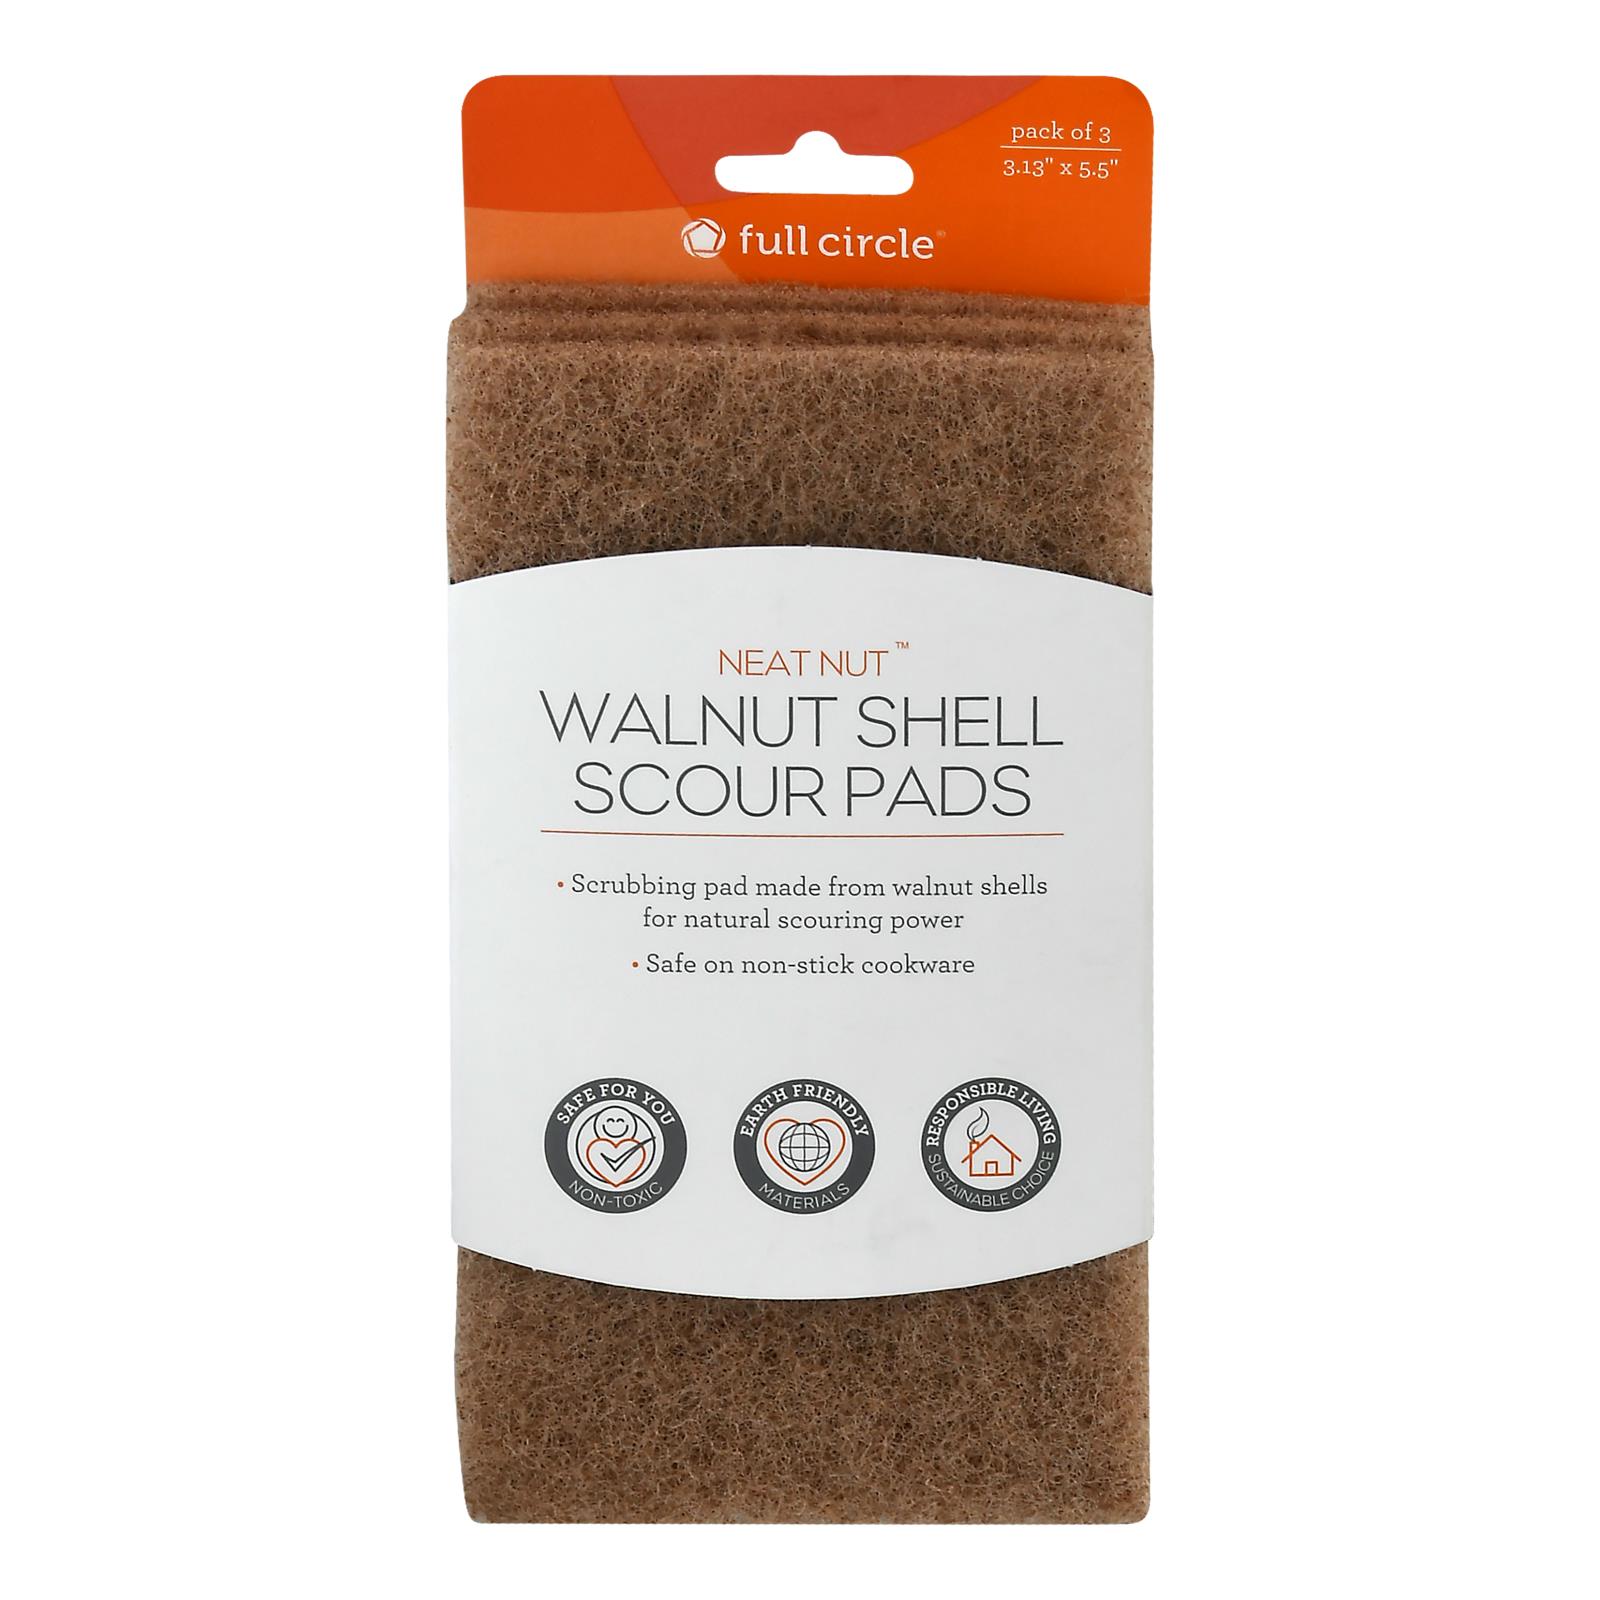 pack of 3
3.13" x 5.5"
full circle®
NEAT NUT™
WALNUT SHELL
SCOUR PADS
• Scrubbing pad made from walnut shells
for natural scouring power
• Safe on non-stick cookware
SAFE FOR YOU
NON-TOXIC
EARTH FRIENDLY
MATERIALS
RESPONSIBLE LIVING
SUSTAINABLE CHOICE